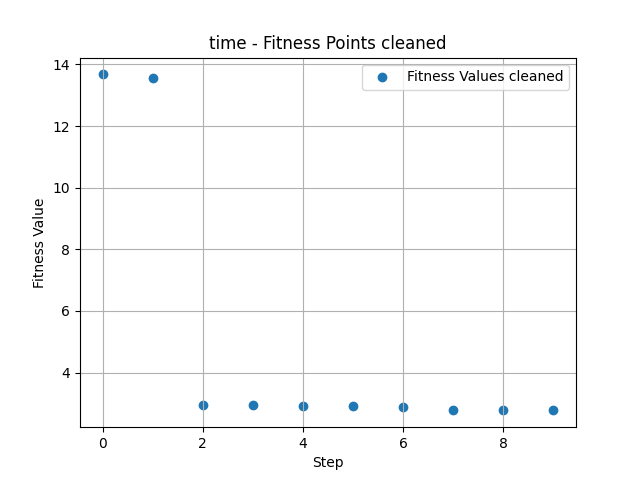 time - Fitness Points cleaned
Fitness Values cleaned
14
12
10
8
6
4
Fitness Value
0 2 4 6 8
Step